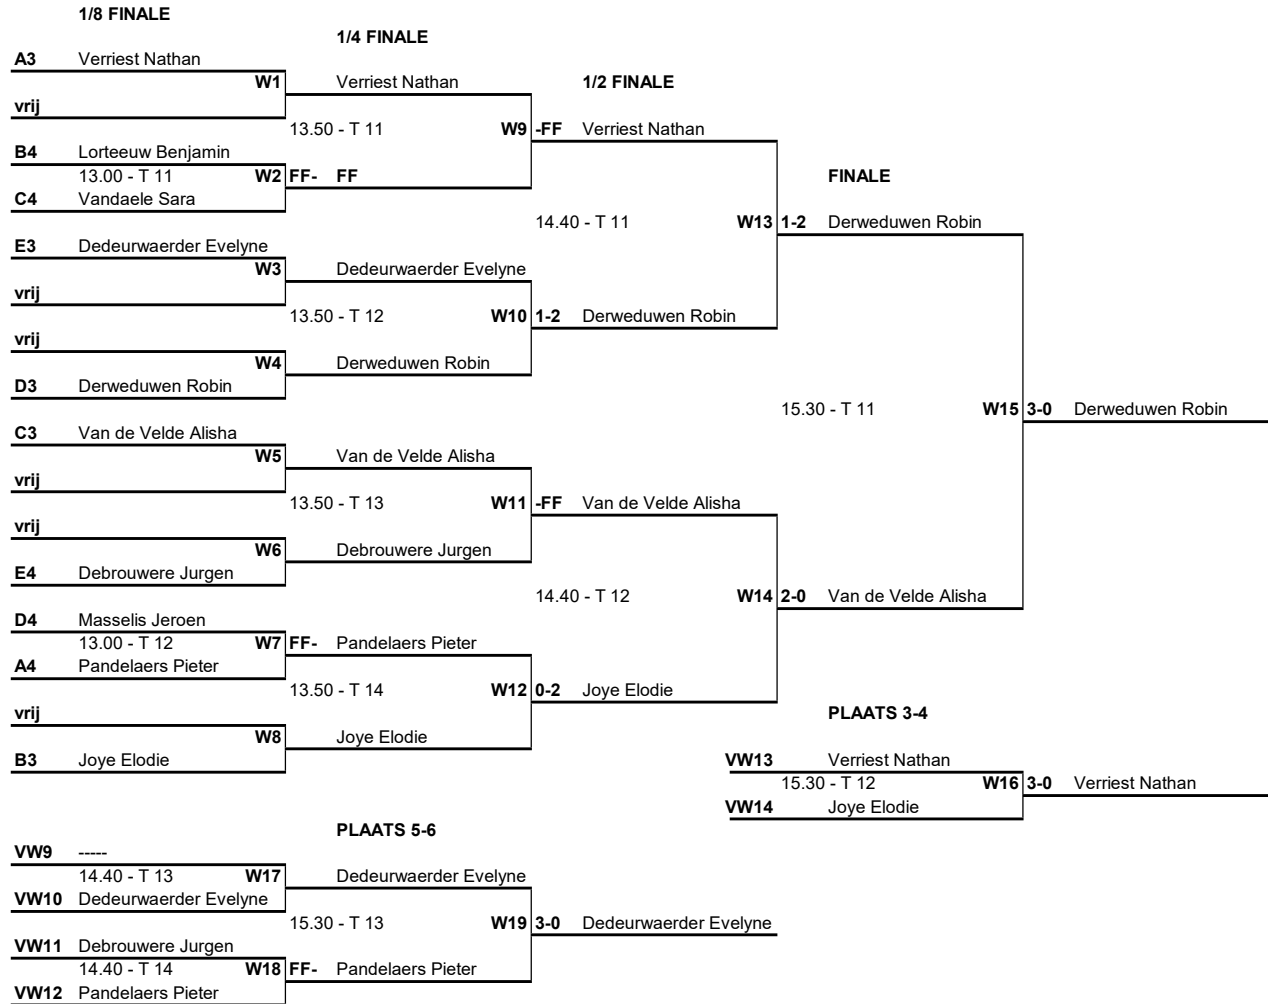 1/8 FINALE
1/4 FINALE
A3 Verriest Nathan
W1 Verriest Nathan 1/2 FINALE
vrij
13.50 - T 11 W9 -FF Verriest Nathan
B4 Lorteeuw Benjamin
13.00 - T 11 W2 FF- FF FINALE
C4 Vandaele Sara
14.40 - T 11 W13 1-2 Derweduwen Robin
E3 Dedeurwaerder Evelyne
W3 Dedeurwaerder Evelyne
vrij
13.50 - T 12 W10 1-2 Derweduwen Robin
vrij
W4 Derweduwen Robin
D3 Derweduwen Robin
15.30 - T 11 W15 3-0 Derweduwen Robin
C3 Van de Velde Alisha
W5 Van de Velde Alisha
vrij
13.50 - T 13 W11 -FF Van de Velde Alisha
vrij
W6 Debrouwere Jurgen
E4 Debrouwere Jurgen
14.40 - T 12 W14 2-0 Van de Velde Alisha
D4 Masselis Jeroen
13.00 - T 12 W7 FF- Pandelaers Pieter
A4 Pandelaers Pieter
13.50 - T 14 W12 0-2 Joye Elodie
vrij PLAATS 3-4
W8 Joye Elodie
B3 Joye Elodie VW13 Verriest Nathan
15.30 - T 12 W16 3-0 Verriest Nathan
VW14 Joye Elodie
PLAATS 5-6
VW9 -----
14.40 - T 13 W17 Dedeurwaerder Evelyne
VW10 Dedeurwaerder Evelyne
15.30 - T 13 W19 3-0 Dedeurwaerder Evelyne
VW11 Debrouwere Jurgen
14.40 - T 14 W18 FF- Pandelaers Pieter
VW12 Pandelaers Pieter